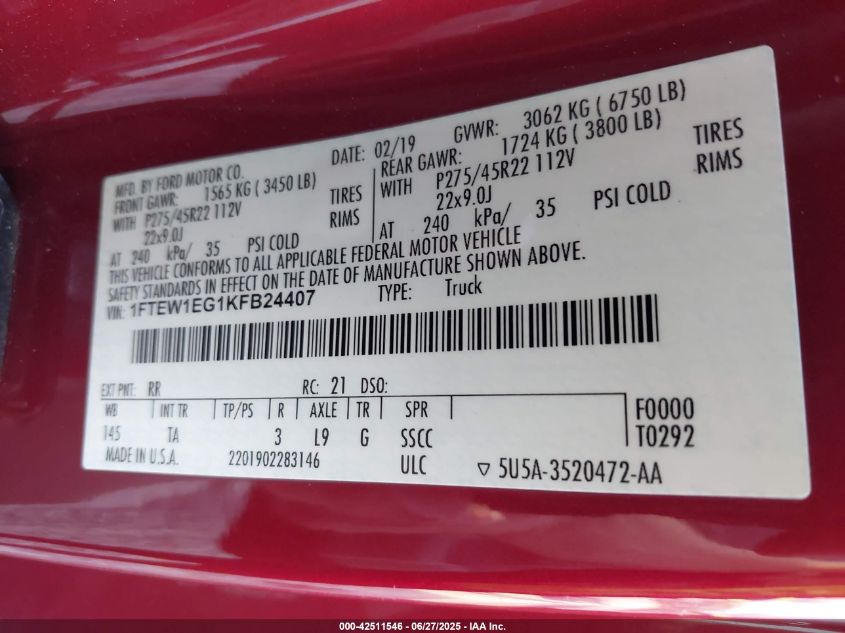 MFD. BY FORD MOTOR CO.
DATE: 02/19
GVWR: 3062 KG ( 6750 LB)
FRONT GAWR: 1565 KG ( 3450 LB)
REAR GAWR: 1724 KG ( 3800 LB)
WITH P275/45R22 112V TIRES
WITH P275/45R22 112V TIRES
22x9.0J RIMS
22x9.0J RIMS
AT 240 kPa/ 35 PSI COLD
AT 240 kPa/ 35 PSI COLD
THIS VEHICLE CONFORMS TO ALL APPLICABLE FEDERAL MOTOR VEHICLE
SAFETY STANDARDS IN EFFECT ON THE DATE OF MANUFACTURE SHOWN ABOVE.
VIN: 1FTEW1EG1KFB24407 TYPE: Truck
EXT PNT: RR RC: 21 DSO:
WB INT TR TP/PS R AXLE TR SPR F0000
145 TA 3 L9 G SSCC T0292
MADE IN U.S.A. 2201902283146 ULC ▽ 5U5A-3520472-AA
000-42511546 | 06/27/2025 - IAA Inc.